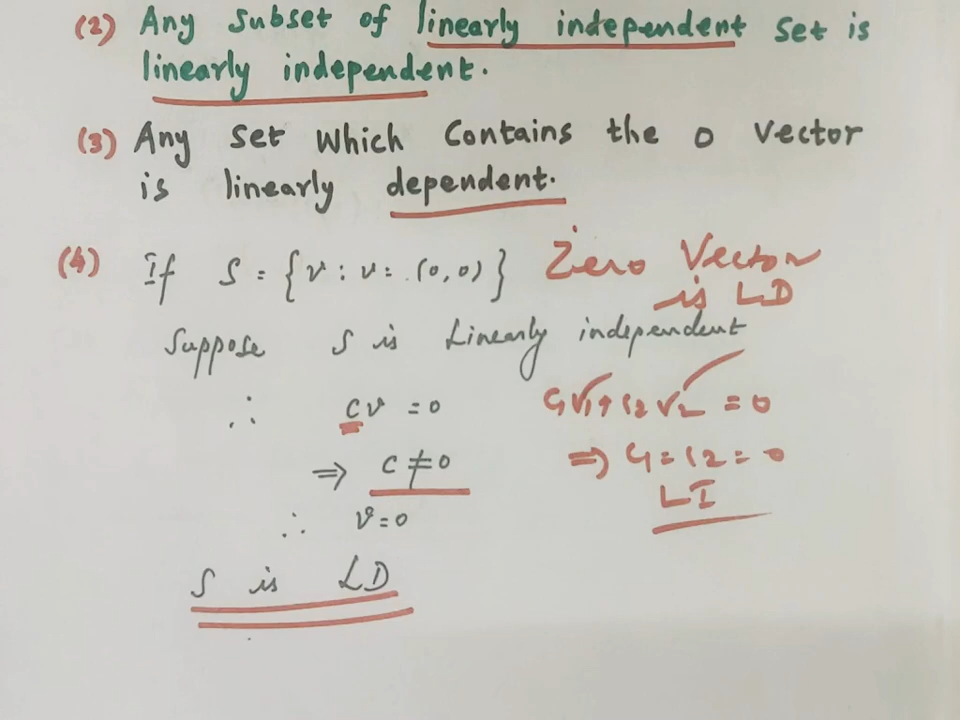 (2) Any subset of linearly independent set is
linearly independent.
(3) Any set which contains the 0 vector
is linearly dependent.
(4) If S = {v : v = (0,0)} Zero Vector
is LD
Suppose S is Linearly independent
∴ cv = 0
c₁v₁ + c₂v₂ = 0
⇒ c ≠ 0
⇒ c₁ = c₂ = 0
∴ v = 0
LI
S is LD